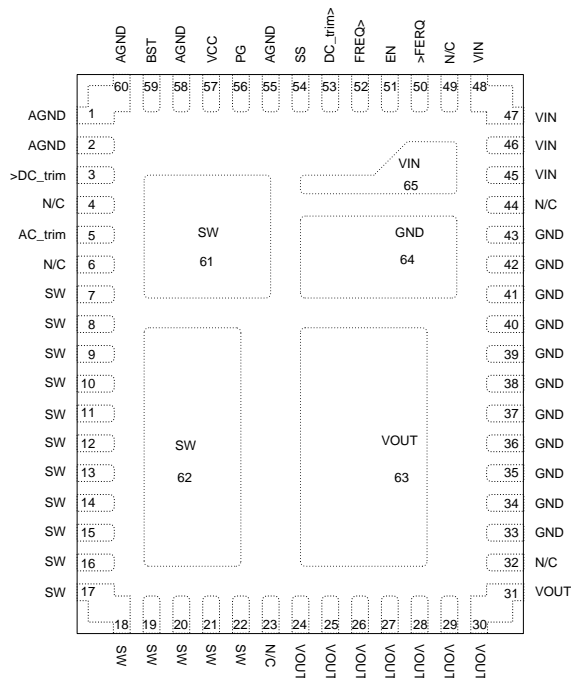 AGND BST AGND VCC PG AGND SS DC_trim> FREQ> EN >FERQ N/C VIN
60 59 58 57 56 55 54 53 52 51 50 49 48
AGND 1 47 VIN
AGND 2 46 VIN
>DC_trim 3 45 VIN
VIN
65
N/C 4 44 N/C
AC_trim 5 43 GND
SW
61
GND
64
N/C 6 42 GND
SW 7 41 GND
SW 8 40 GND
SW 9 39 GND
SW 10 38 GND
SW 11 37 GND
SW 12 36 GND
SW
62
VOUT
63
SW 13 35 GND
SW 14 34 GND
SW 15 33 GND
SW 16 32 N/C
SW 17 31 VOUT
18 19 20 21 22 23 24 25 26 27 28 29 30
SW SW SW SW SW N/C VOUT VOUT VOUT VOUT VOUT VOUT VOUT